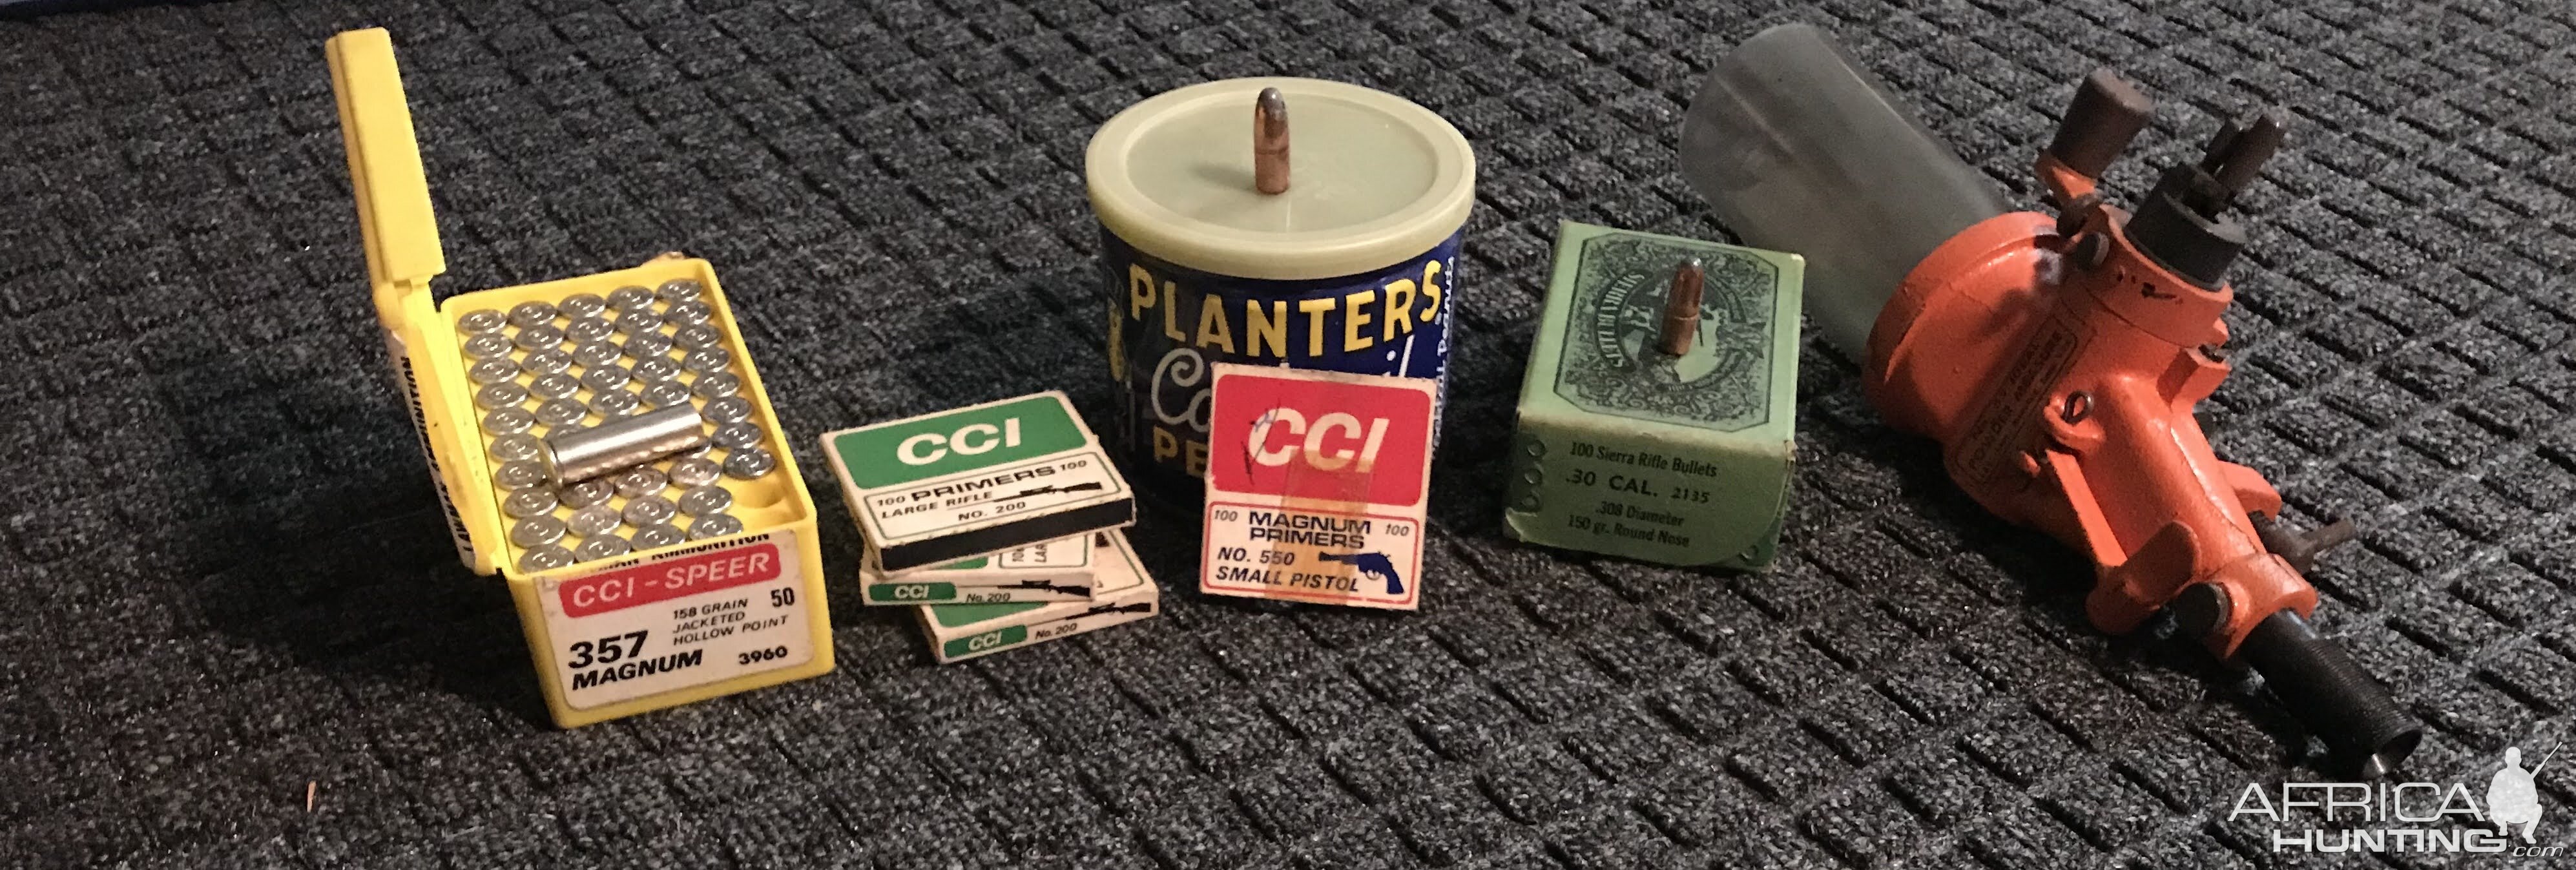 CCI-SPEER
158 GRAIN 50
JACKETED
HOLLOW POINT
357
MAGNUM 3960
CCI
100 PRIMERS 100
LARGE RIFLE
NO. 200
CCI No. 200
CCI No. 200
PLANTERS
CCI
100 MAGNUM 100
PRIMERS
NO. 550
SMALL PISTOL
100 Sierra Rifle Bullets
.30 CAL. 2135
.308 Diameter
150 gr. Round Nose
AFRICA
HUNTING
.com